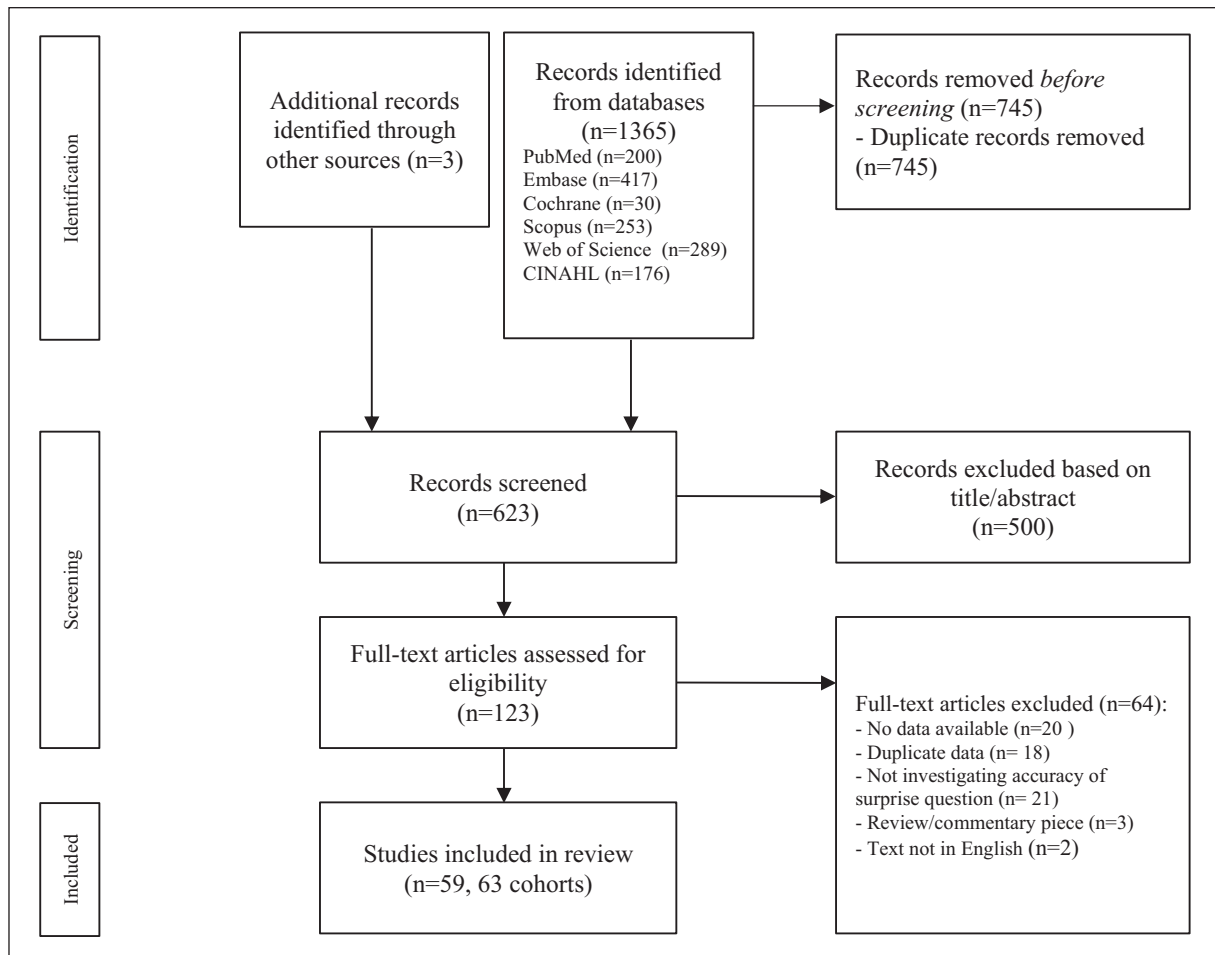 Identification
Additional records
identified through
other sources (n=3)
Records identified
from databases
(n=1365)
PubMed (n=200)
Embase (n=417)
Cochrane (n=30)
Scopus (n=253)
Web of Science (n=289)
CINAHL (n=176)
Records removed before
screening (n=745)
- Duplicate records removed
(n=745)
Screening
Records screened
(n=623)
Records excluded based on
title/abstract
(n=500)
Full-text articles assessed for
eligibility
(n=123)
Full-text articles excluded (n=64):
- No data available (n=20 )
- Duplicate data (n= 18)
- Not investigating accuracy of
surprise question (n= 21)
- Review/commentary piece (n=3)
- Text not in English (n=2)
Included
Studies included in review
(n=59, 63 cohorts)